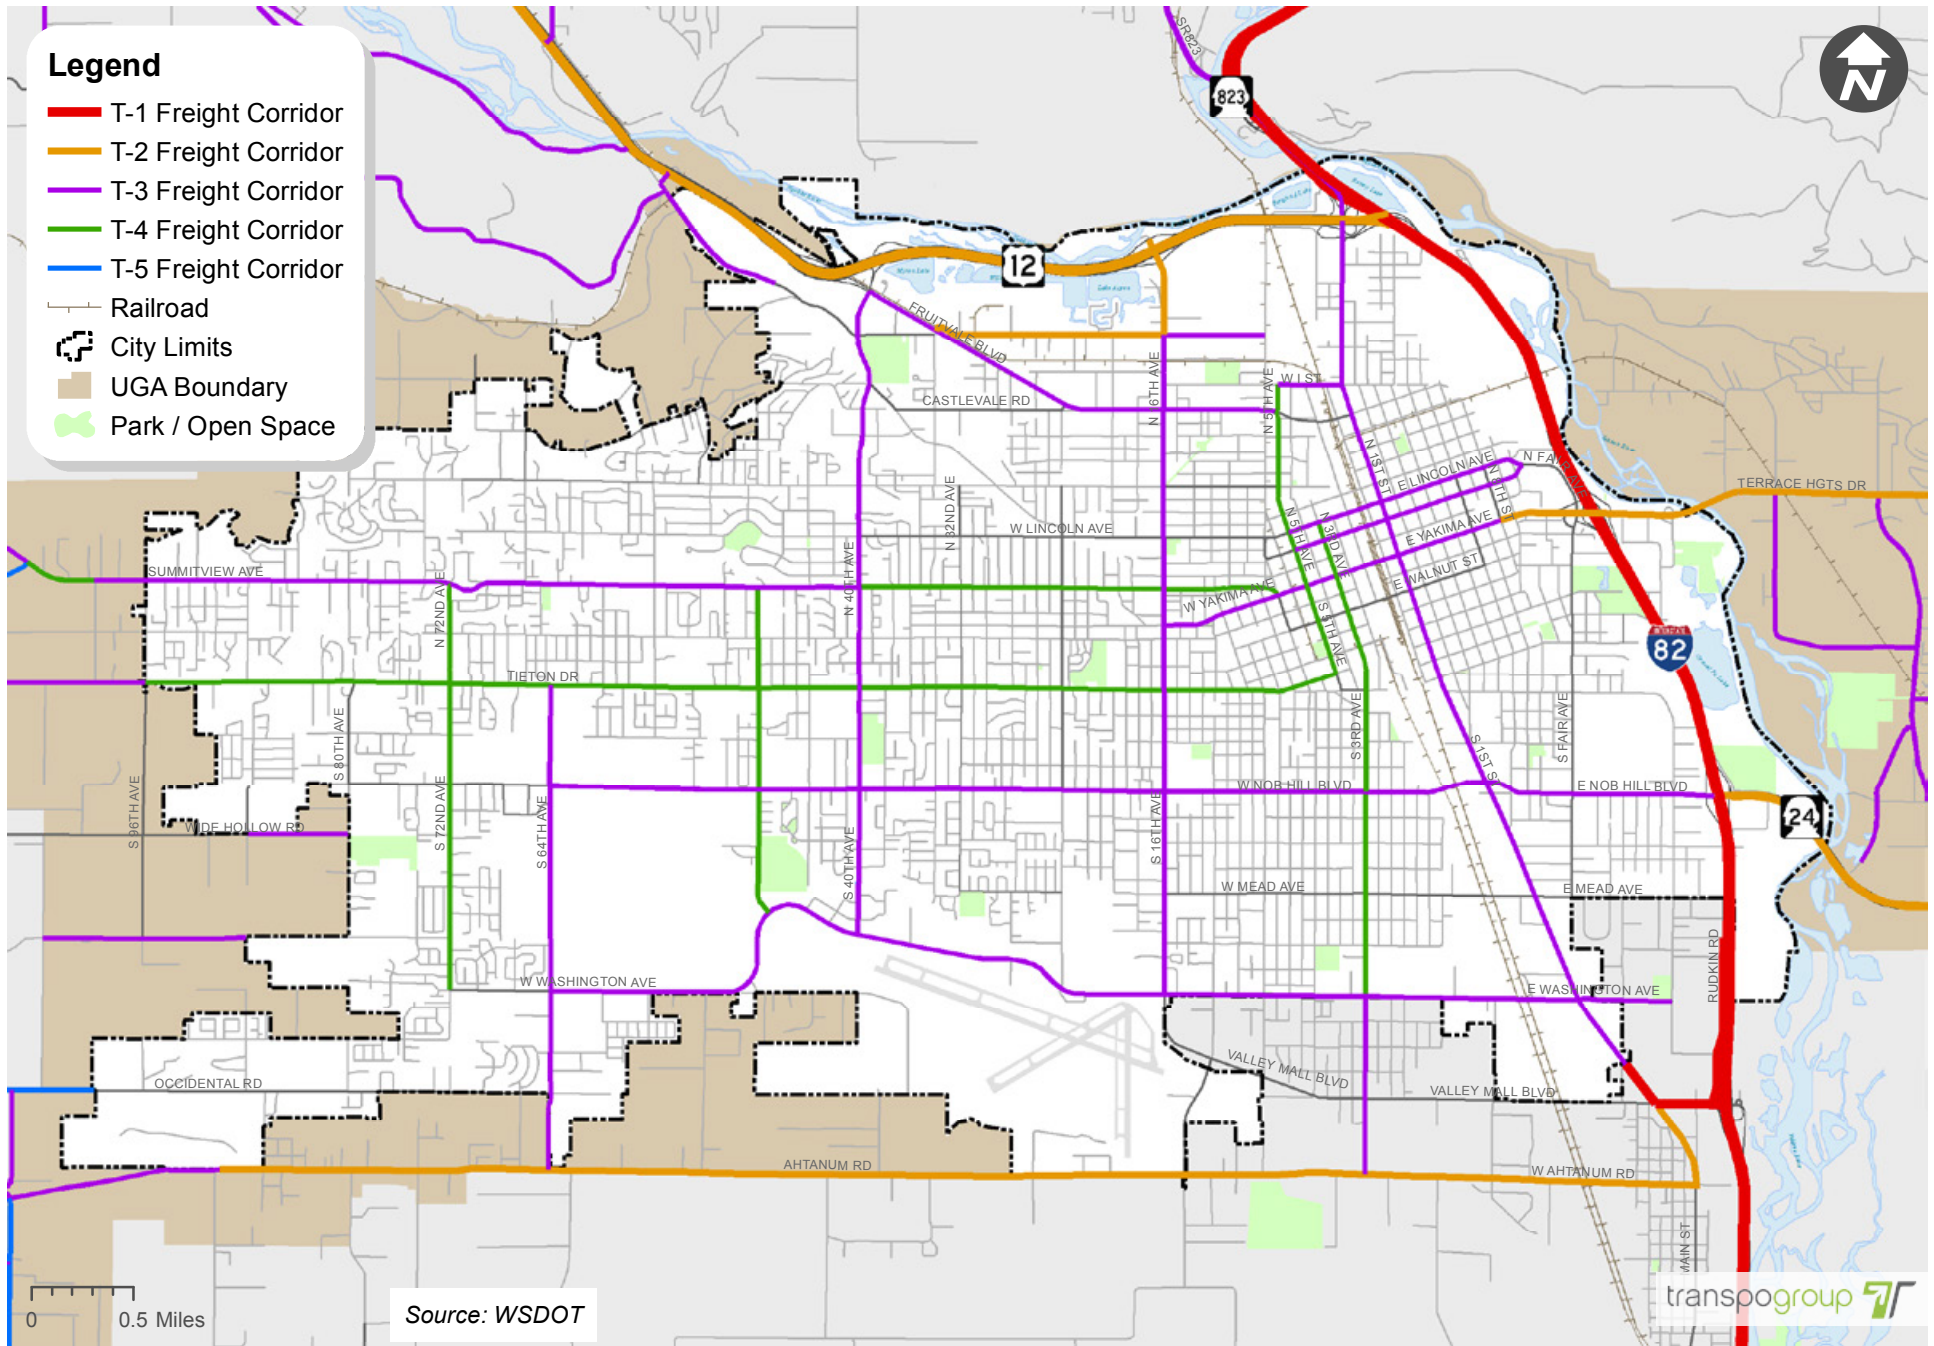 Legend
T-1 Freight Corridor
T-2 Freight Corridor
T-3 Freight Corridor
T-4 Freight Corridor
T-5 Freight Corridor
Railroad
City Limits
UGA Boundary
Park / Open Space
N
SR823
823
12
FRUITVALE BLVD
CASTLEVALE RD
N 16TH AVE
N 5TH AVE
W I ST
N 1ST ST
E LINCOLN AVE
N 8TH ST
N FAIR AVE
TERRACE HGTS DR
N 32ND AVE
W LINCOLN AVE
N 5TH AVE
N 3RD AVE
E YAKIMA AVE
E WALNUT ST
SUMMITVIEW AVE
N 72ND AVE
N 40TH AVE
W YAKIMA AVE
S 5TH AVE
82
TIETON DR
S 80TH AVE
S 3RD AVE
S FAIR AVE
S 1ST ST
S 96TH AVE
S 72ND AVE
S 64TH AVE
S 40TH AVE
S 16TH AVE
W NOB HILL BLVD
E NOB HILL BLVD
24
WIDE HOLLOW RD
W MEAD AVE
E MEAD AVE
RUDKIN RD
W WASHINGTON AVE
E WASHINGTON AVE
OCCIDENTAL RD
VALLEY MALL BLVD
VALLEY MALL BLVD
AHTANUM RD
W AHTANUM RD
MAIN ST
0
0.5 Miles
Source: WSDOT
transpogroup